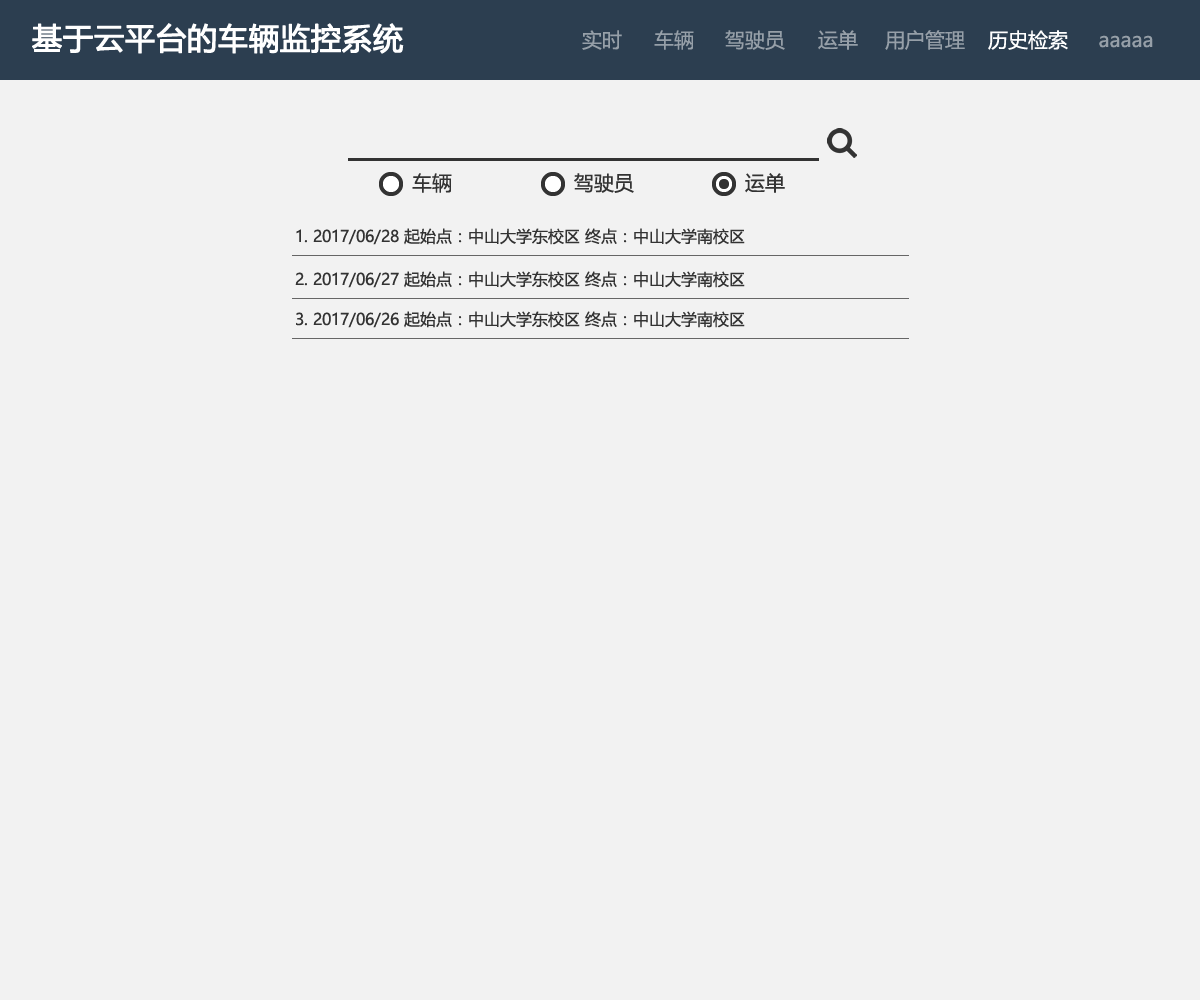 基于云平台的车辆监控系统 实时 车辆 驾驶员 运单 用户管理 历史检索 aaaaa
车辆 驾驶员 运单
1. 2017/06/28 起始点：中山大学东校区 终点：中山大学南校区
2. 2017/06/27 起始点：中山大学东校区 终点：中山大学南校区
3. 2017/06/26 起始点：中山大学东校区 终点：中山大学南校区